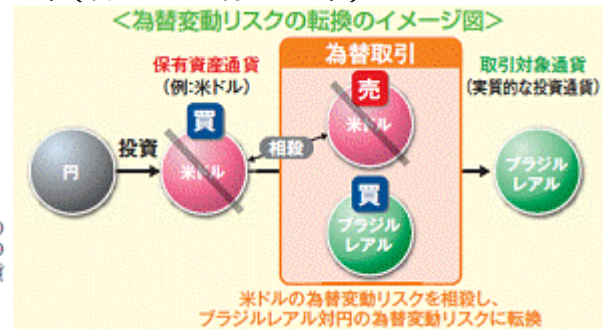 ＜為替変動リスクの転換のイメージ図＞
為替取引
保有資産通貨
(例:米ドル)
取引対象通貨
(実質的な投資通貨)
売
米ドル
買
投資
相殺
円
米ドル
買
ブラジル
レアル
ブラジル
レアル
米ドルの為替変動リスクを相殺し、
ブラジルレアル対円の為替変動リスクに転換